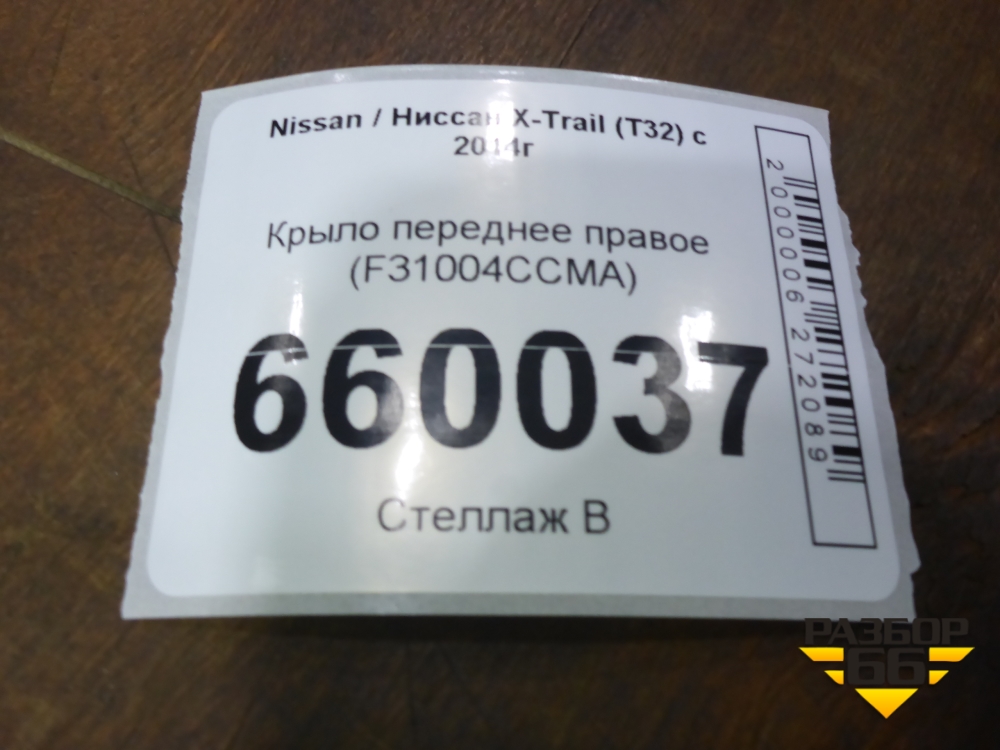 Nissan / Ниссан X-Trail (T32) с
2014г
Крыло переднее правое
(F31004CCMA)
660037
Стеллаж В
2000006272089
РАЗБОР
66